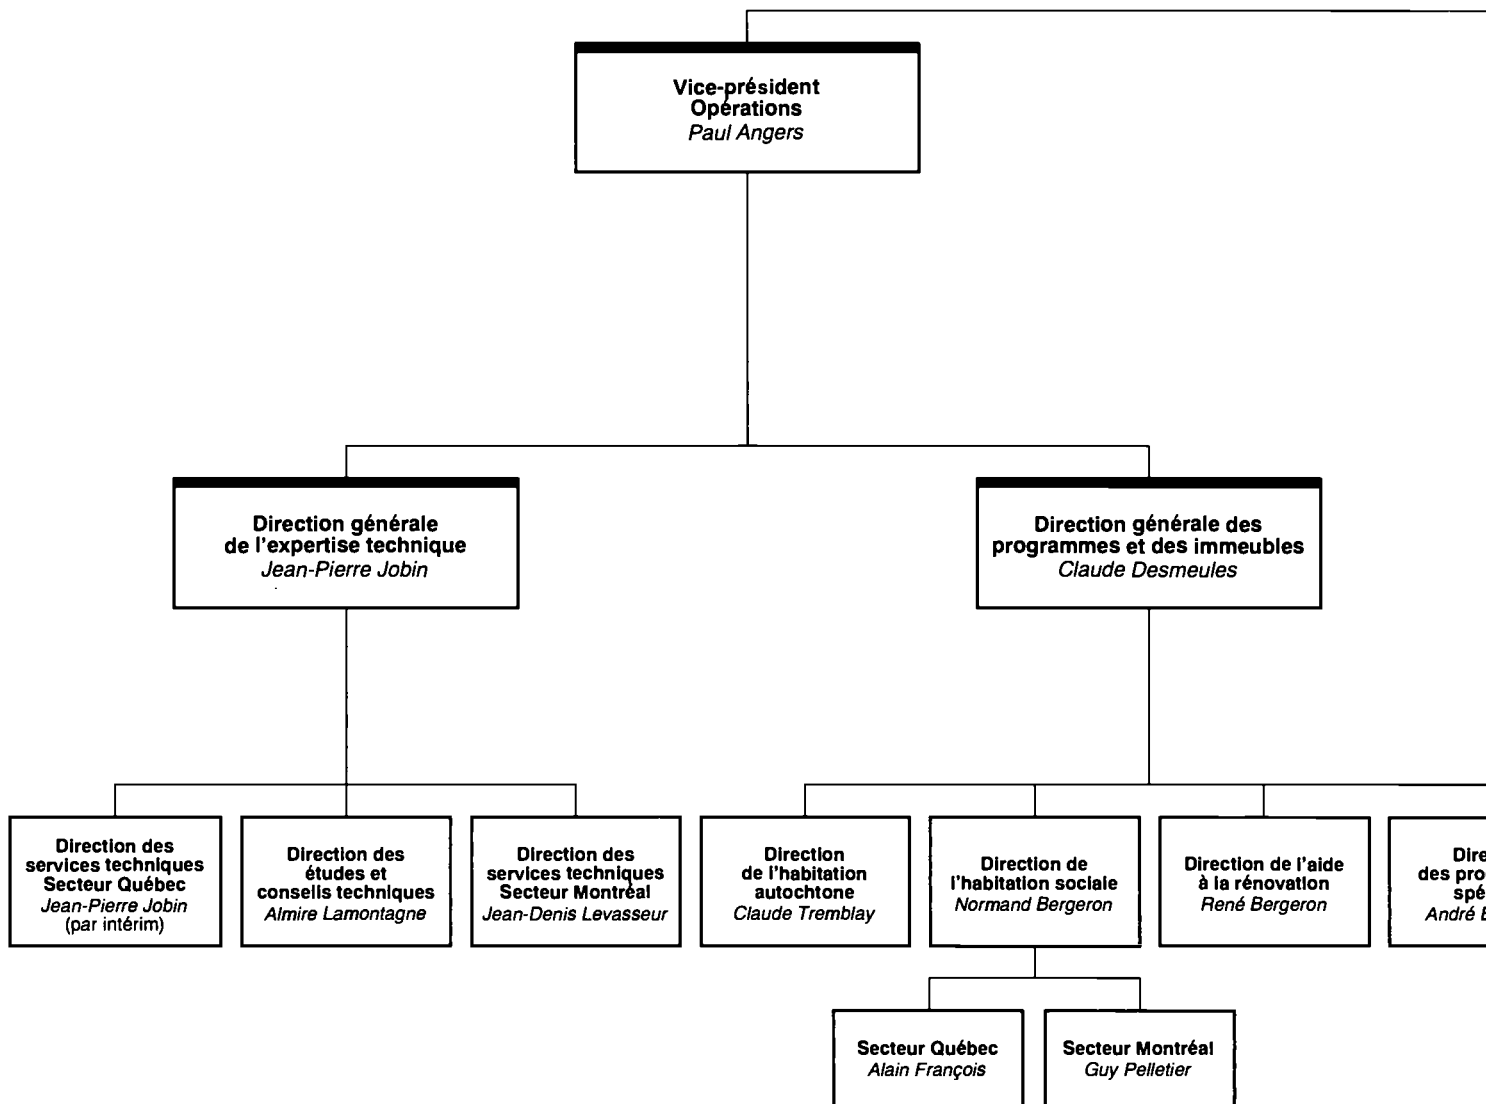 Vice-président
Opérations
Paul Angers
Direction générale
de l'expertise technique
Jean-Pierre Jobin
Direction générale des
programmes et des immeubles
Claude Desmeules
Direction des
services techniques
Secteur Québec
Jean-Pierre Jobin
(par intérim)
Direction des
études et
conseils techniques
Almire Lamontagne
Direction des
services techniques
Secteur Montréal
Jean-Denis Levasseur
Direction
de l'habitation
autochtone
Claude Tremblay
Direction de
l'habitation sociale
Normand Bergeron
Direction de l'aide
à la rénovation
René Bergeron
des
André
Secteur Québec
Alain François
Secteur Montréal
Guy Pelletier